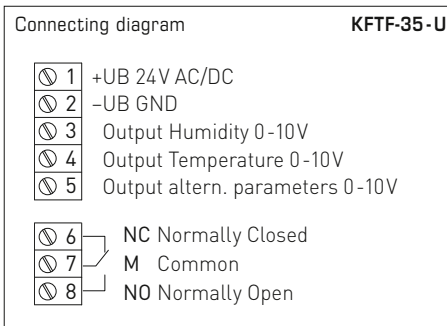 Connecting diagram KFTF-35-U
1 +UB 24V AC/DC
2 –UB GND
3 Output Humidity 0-10V
4 Output Temperature 0-10V
5 Output altern. parameters 0-10V
6 NC Normally Closed
7 M Common
8 NO Normally Open